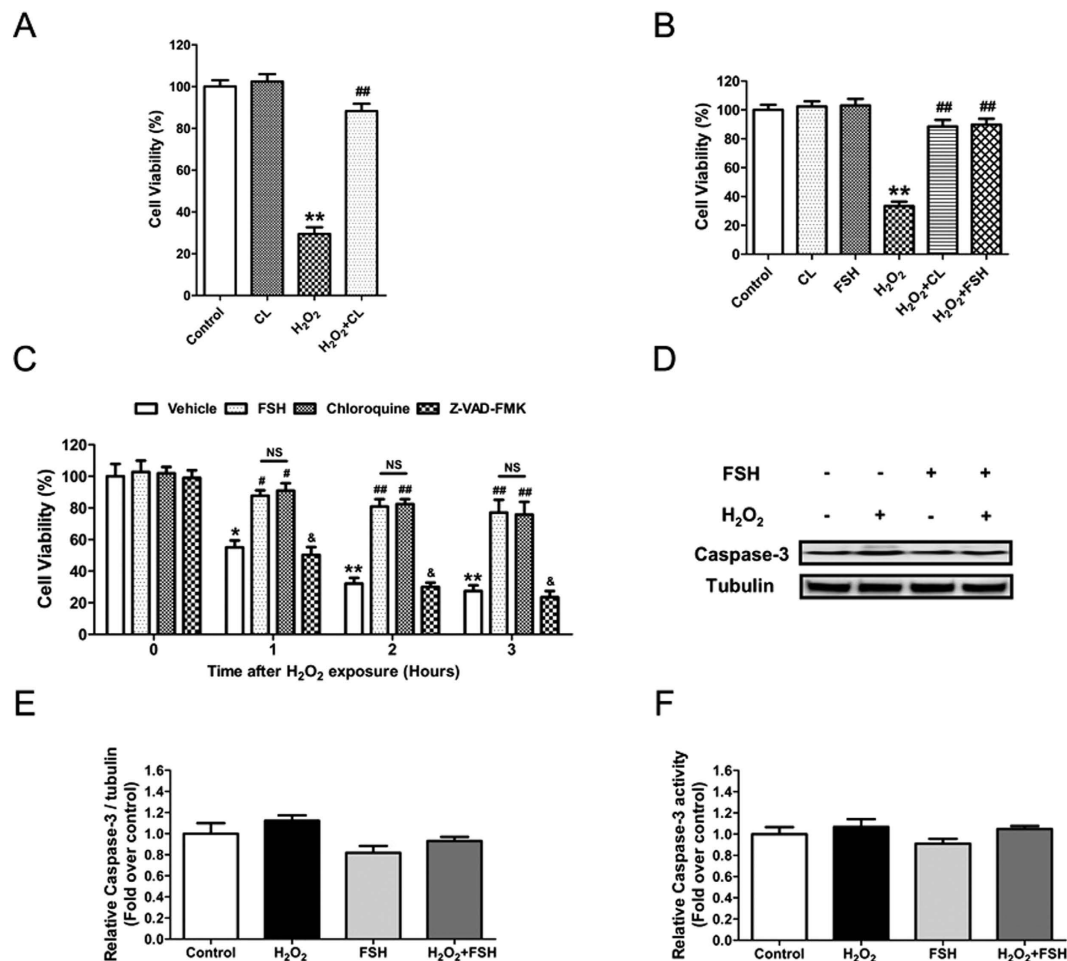 A
120
100
80
60
40
20
0
Cell Viability (%)
**
##
Control
CL
H₂O₂
H₂O₂+CL
B
120
100
80
60
40
20
0
Cell Viability (%)
**
##
##
Control
CL
FSH
H₂O₂
H₂O₂+CL
H₂O₂+FSH
C
Vehicle FSH Chloroquine Z-VAD-FMK
120
100
80
60
40
20
0
Cell Viability (%)
NS
NS
NS
* # # &
** ## ## &
** ## ## &
0 1 2 3
Time after H₂O₂ exposure (Hours)
D
FSH - - + +
H₂O₂ - + - +
Caspase-3
Tubulin
E
1.6
1.4
1.2
1.0
0.8
0.6
0.4
0.2
0.0
Relative Caspase-3 / tubulin
(Fold over control)
Control H₂O₂ FSH H₂O₂+FSH
F
1.6
1.4
1.2
1.0
0.8
0.6
0.4
0.2
0.0
Relative Caspase-3 activity
(Fold over control)
Control H₂O₂ FSH H₂O₂+FSH